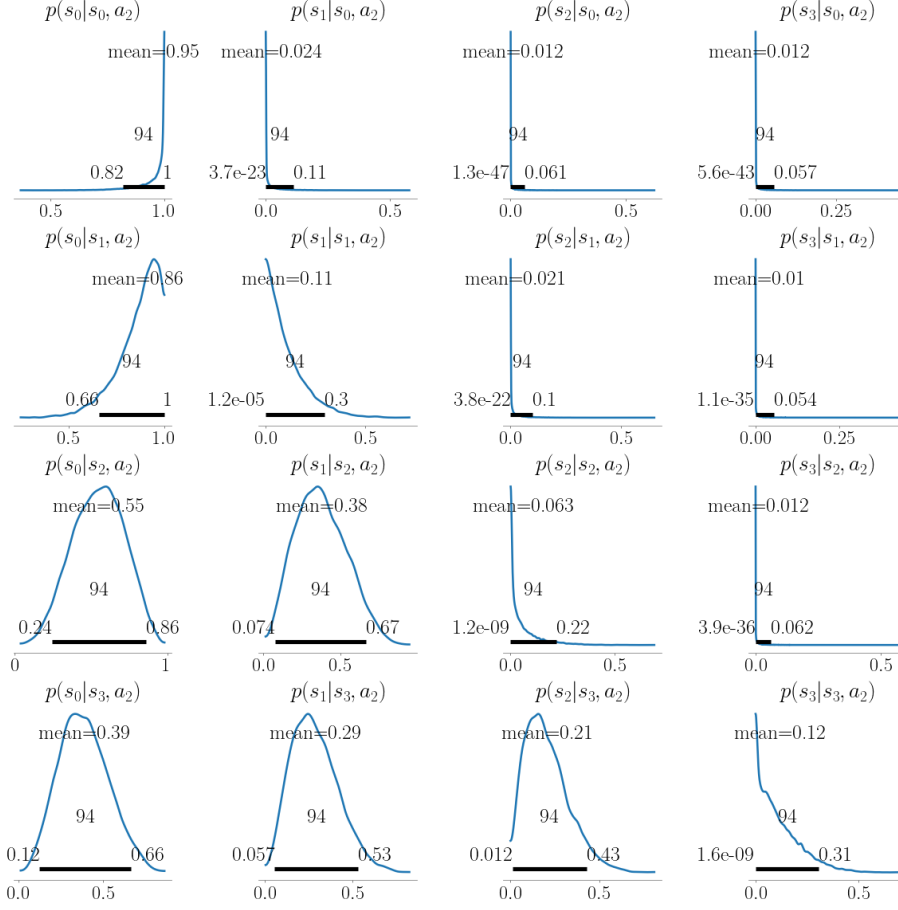 p(s₀|s₀, a₂) p(s₁|s₀, a₂) p(s₂|s₀, a₂) p(s₃|s₀, a₂)
mean=0.95 mean=0.024 mean=0.012 mean=0.012
94 94 94 94
0.82 1 3.7e-23 0.11 1.3e-47 0.061 5.6e-43 0.057
0.5 1.0 0.0 0.5 0.0 0.5 0.00 0.25
p(s₀|s₁, a₂) p(s₁|s₁, a₂) p(s₂|s₁, a₂) p(s₃|s₁, a₂)
mean=0.86 mean=0.11 mean=0.021 mean=0.01
94 94 94 94
0.66 1 1.2e-05 0.3 3.8e-22 0.1 1.1e-35 0.054
0.5 1.0 0.0 0.5 0.0 0.5 0.00 0.25
p(s₀|s₂, a₂) p(s₁|s₂, a₂) p(s₂|s₂, a₂) p(s₃|s₂, a₂)
mean=0.55 mean=0.38 mean=0.063 mean=0.012
94 94 94 94
0.24 0.86 0.074 0.67 1.2e-09 0.22 3.9e-36 0.062
0 1 0.0 0.5 0.0 0.5 0.0 0.5
p(s₀|s₃, a₂) p(s₁|s₃, a₂) p(s₂|s₃, a₂) p(s₃|s₃, a₂)
mean=0.39 mean=0.29 mean=0.21 mean=0.12
94 94 94 94
0.12 0.66 0.057 0.53 0.012 0.43 1.6e-09 0.31
0.0 0.5 0.0 0.5 0.0 0.5 0.0 0.5